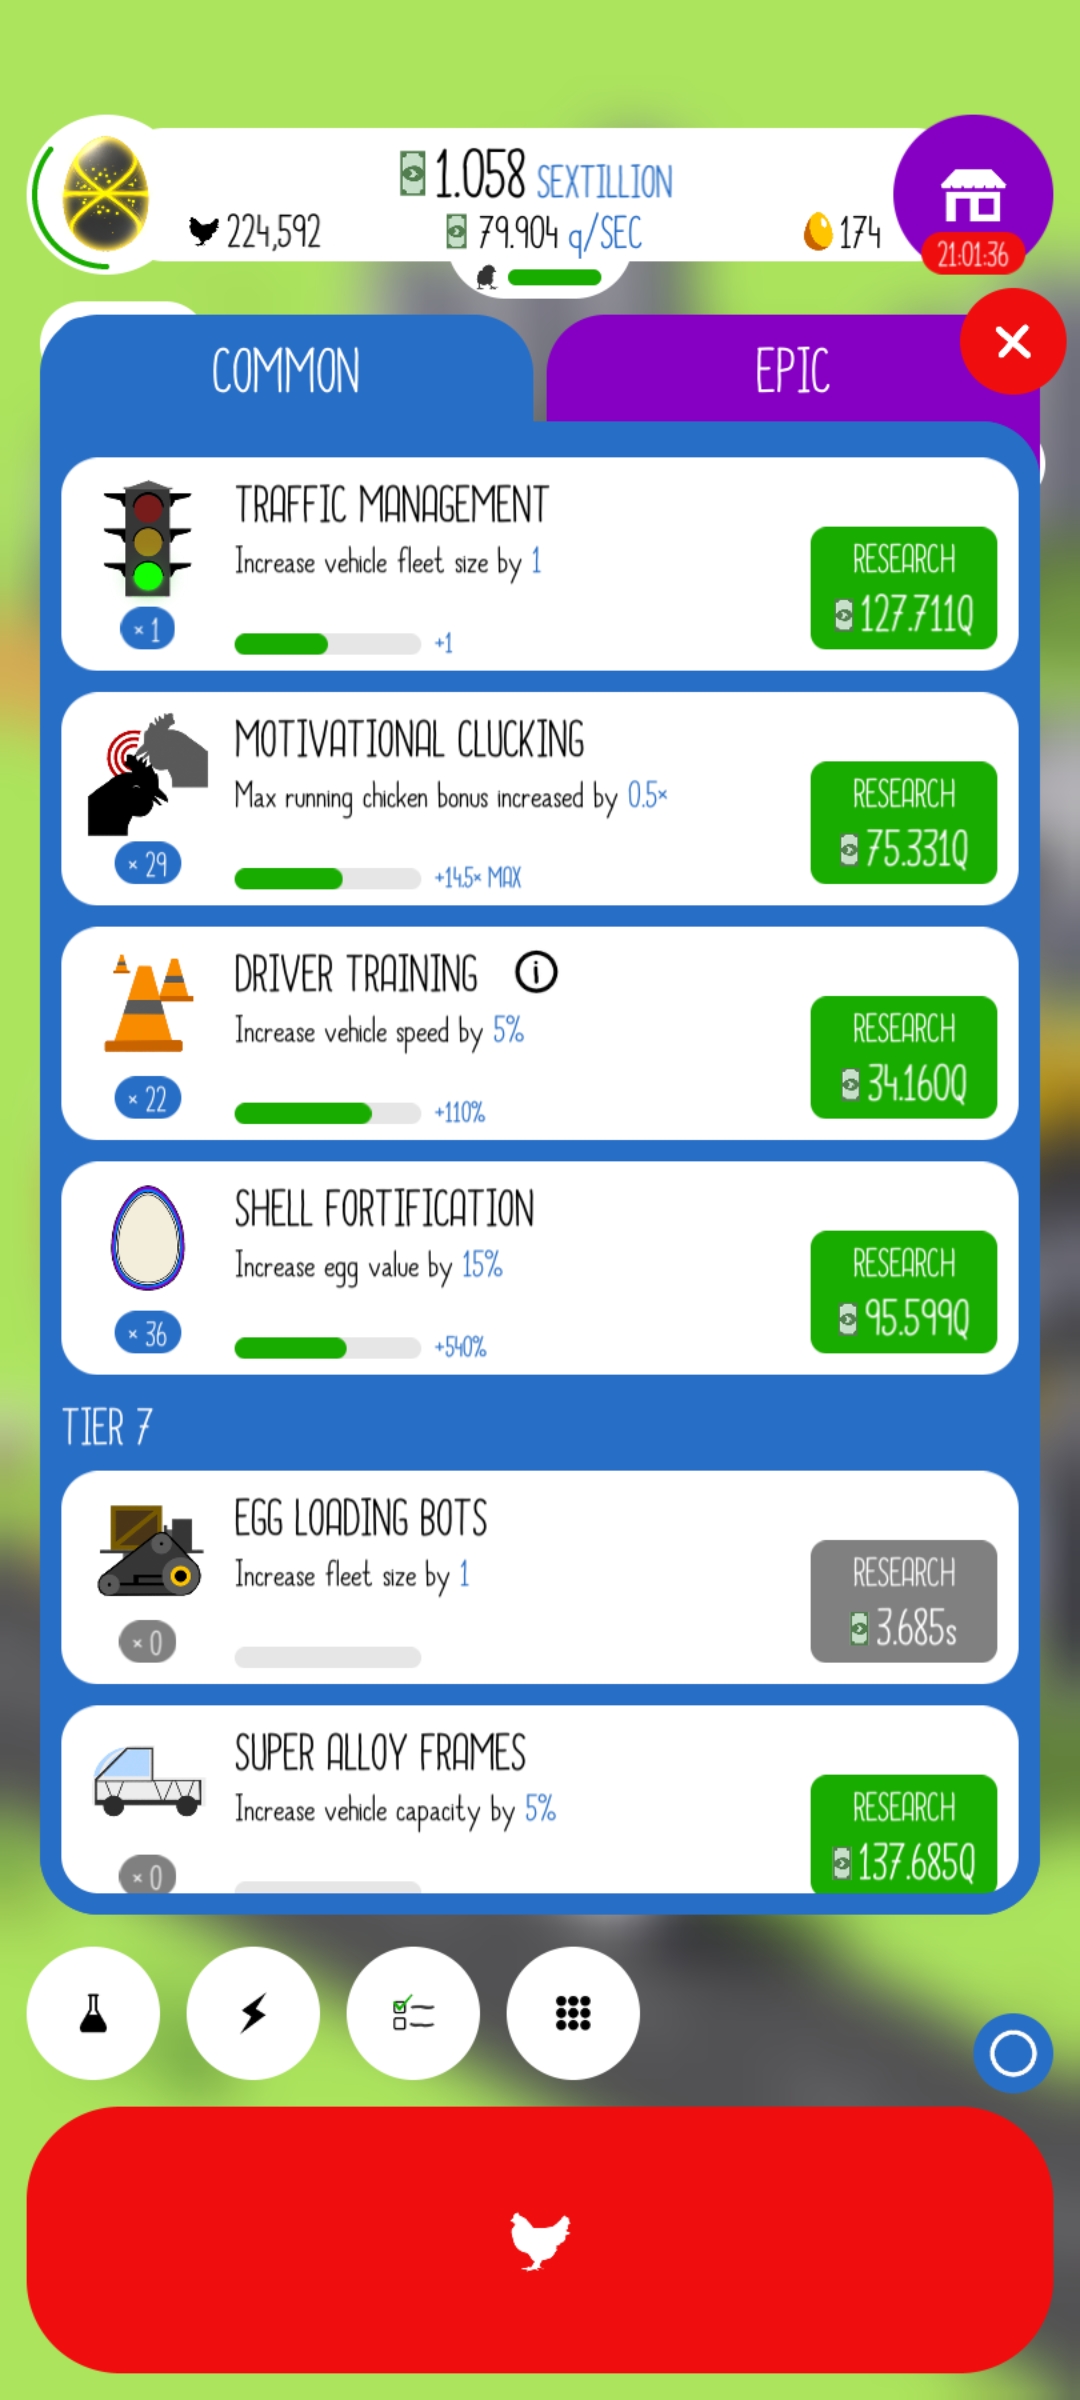 1.058 SEXTILLION
224,592
79.904 q/SEC
174
21:01:36
COMMON
EPIC
TRAFFIC MANAGEMENT
Increase vehicle fleet size by 1
× 1
+1
RESEARCH
127.711Q
MOTIVATIONAL CLUCKING
Max running chicken bonus increased by 0.5×
× 29
+14.5× MAX
RESEARCH
75.331Q
DRIVER TRAINING i
Increase vehicle speed by 5%
× 22
+110%
RESEARCH
34.160Q
SHELL FORTIFICATION
Increase egg value by 15%
× 36
+540%
RESEARCH
95.599Q
TIER 7
EGG LOADING BOTS
Increase fleet size by 1
× 0
RESEARCH
3.685s
SUPER ALLOY FRAMES
Increase vehicle capacity by 5%
× 0
RESEARCH
137.685Q